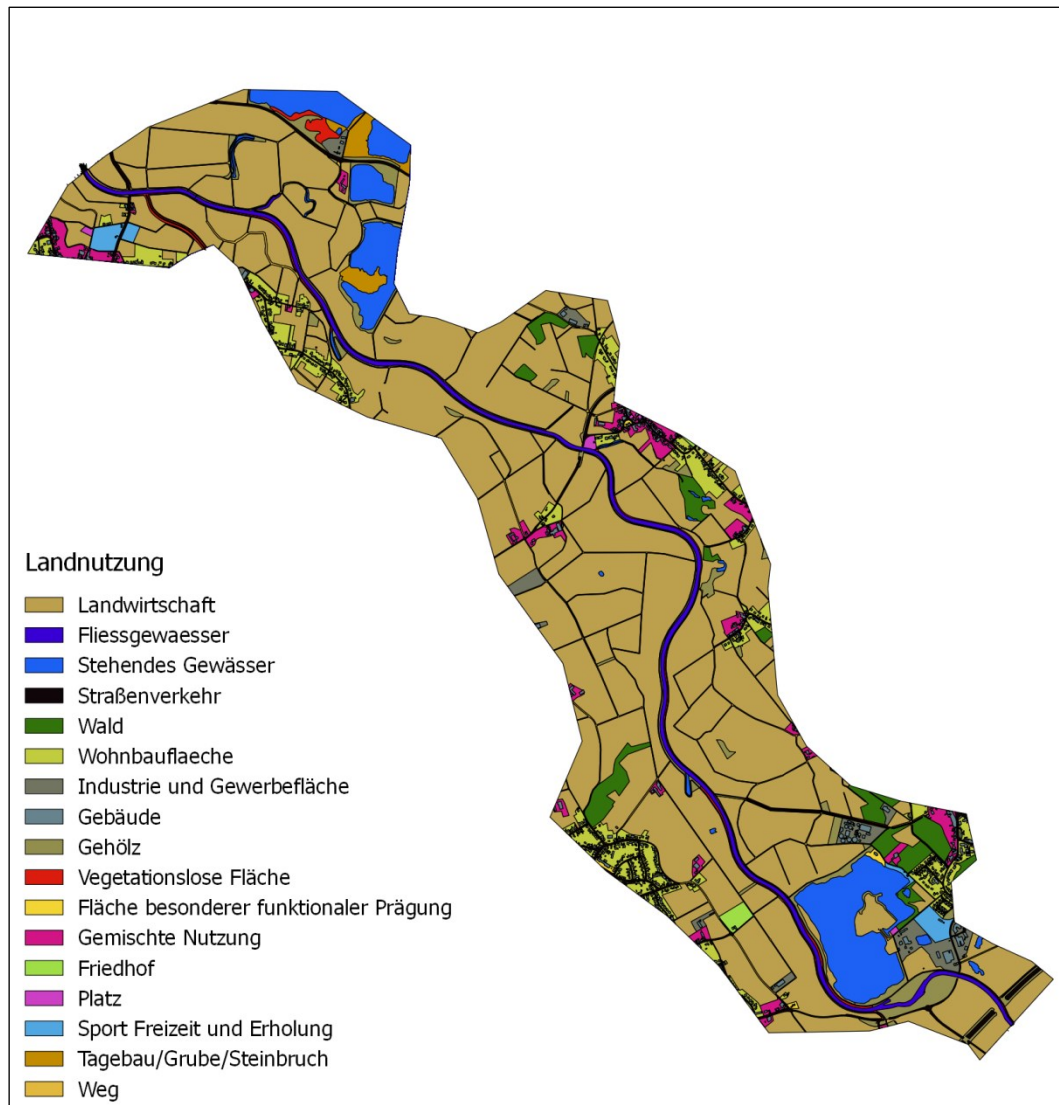 Landnutzung
Landwirtschaft
Fliessgewaesser
Stehendes Gewässer
Straßenverkehr
Wald
Wohnbauflaeche
Industrie und Gewerbefläche
Gebäude
Gehölz
Vegetationslose Fläche
Fläche besonderer funktionaler Prägung
Gemischte Nutzung
Friedhof
Platz
Sport Freizeit und Erholung
Tagebau/Grube/Steinbruch
Weg